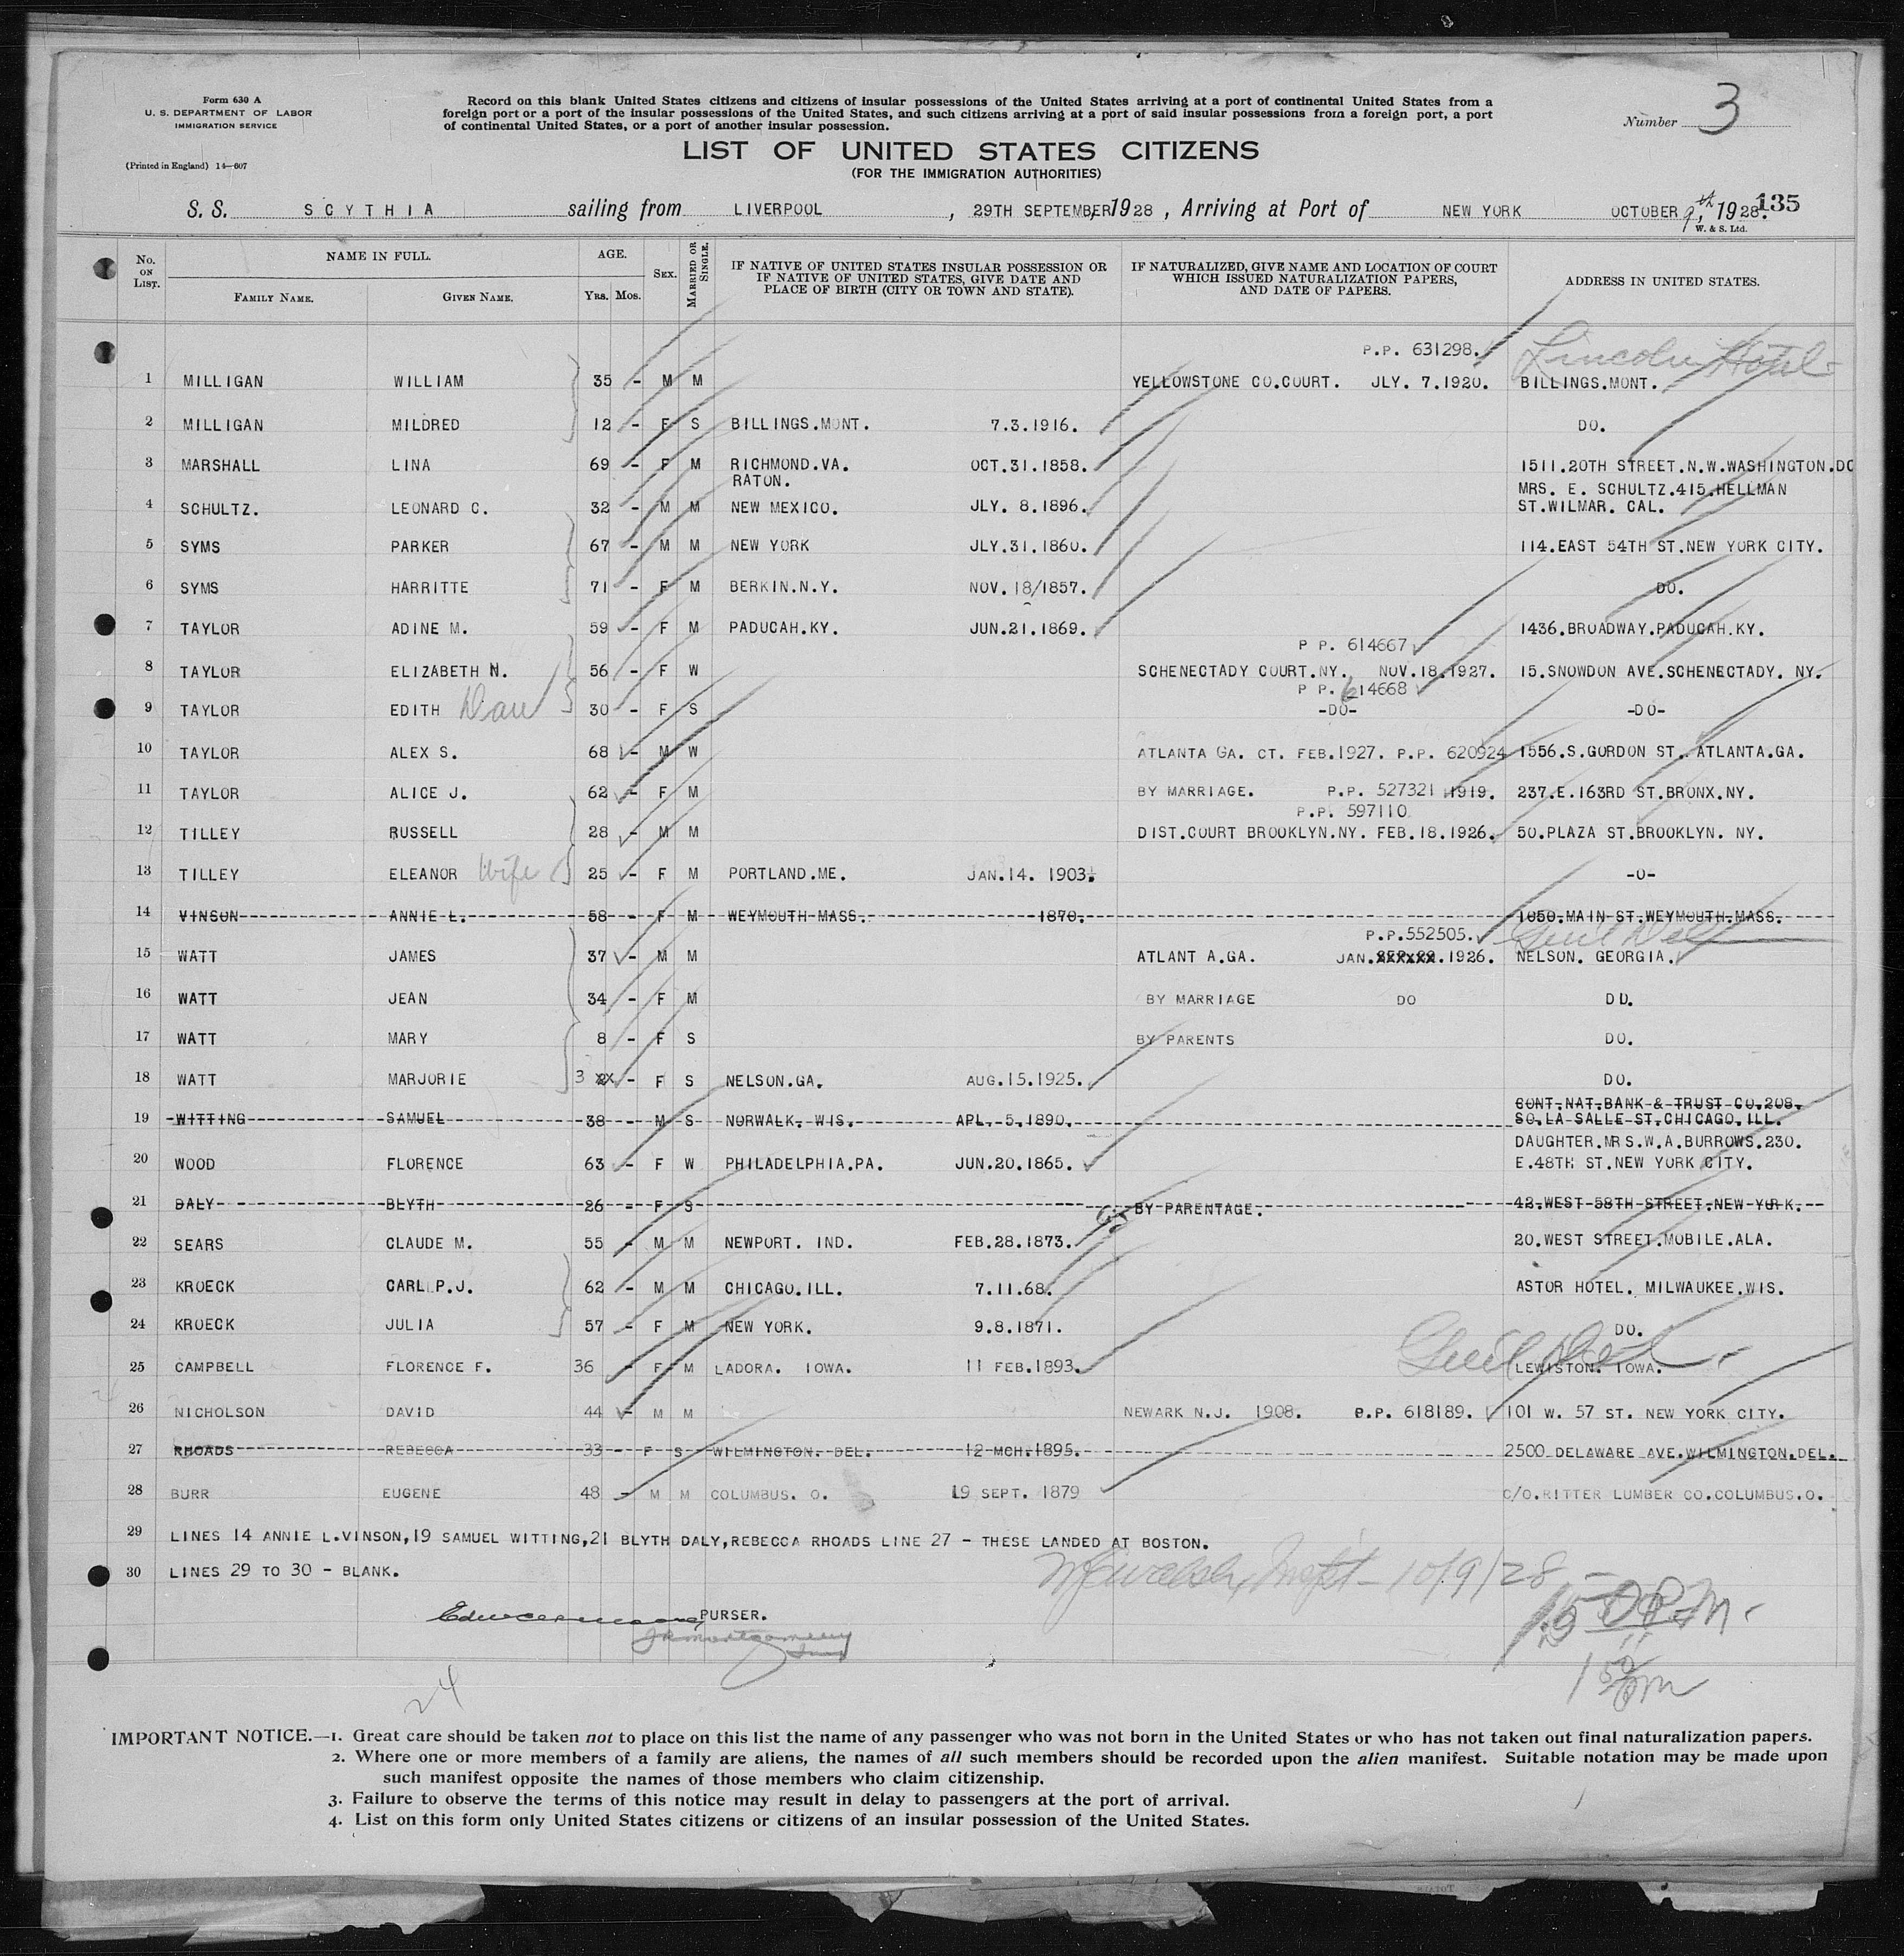 Form 630 A
U. S. DEPARTMENT OF LABOR
IMMIGRATION SERVICE
(Printed in England) 14—607
Record on this blank United States citizens and citizens of insular possessions of the United States arriving at a port of continental United States from a
foreign port or a port of the insular possessions of the United States, and such citizens arriving at a port of said insular possessions from a foreign port, a port
of continental United States, or a port of another insular possession.
Number 3
LIST OF UNITED STATES CITIZENS
(FOR THE IMMIGRATION AUTHORITIES)
S. S. SCYTHIA sailing from LIVERPOOL , 29TH SEPTEMBER, 1928 , Arriving at Port of NEW YORK OCTOBER 9th, 1928. 135
W. & S. Ltd.
No. ON LIST. NAME IN FULL. FAMILY NAME. GIVEN NAME. AGE. YRS. MOS. SEX. MARRIED OR SINGLE. IF NATIVE OF UNITED STATES INSULAR POSSESSION OR IF NATIVE OF UNITED STATES, GIVE DATE AND PLACE OF BIRTH (CITY OR TOWN AND STATE). IF NATURALIZED, GIVE NAME AND LOCATION OF COURT WHICH ISSUED NATURALIZATION PAPERS, AND DATE OF PAPERS. ADDRESS IN UNITED STATES.
P.P. 631298. Lincoln Hotel
1 MILLIGAN WILLIAM 35 - M M YELLOWSTONE CO.COURT. JLY. 7.1920. BILLINGS.MONT.
2 MILLIGAN MILDRED 12 - F S BILLINGS.MONT. 7.3.1916. DO.
3 MARSHALL LINA 69 - F M RICHMOND.VA. OCT.31.1858. 1511.20TH STREET.N.W.WASHINGTON.DC
RATON. MRS. E. SCHULTZ.415.HELLMAN
4 SCHULTZ. LEONARD C. 32 - M M NEW MEXICO. JLY. 8.1896. ST.WILMAR. CAL.
5 SYMS PARKER 67 - M M NEW YORK JLY.31.1860. 114.EAST 54TH ST.NEW YORK CITY.
6 SYMS HARRITTE 71 - F M BERKIN.N.Y. NOV. 18/1857. DO.
7 TAYLOR ADINE M. 59 - F M PADUCAH.KY. JUN.21.1869. 1436.BROADWAY.PADUCAH.KY.
P P. 614667
8 TAYLOR ELIZABETH N. 56 - F W SCHENECTADY COURT.NY. NOV.18.1927. 15.SNOWDON AVE.SCHENECTADY. NY.
P P. 614668
9 TAYLOR EDITH Dau 30 - F S -DO- -DO-
10 TAYLOR ALEX S. 68 - M W ATLANTA GA. CT. FEB.1927. P.P. 620924 1556.S.GORDON ST. ATLANTA.GA.
11 TAYLOR ALICE J. 62 - F M BY MARRIAGE. P.P. 527321 1919. 237.E.163RD ST.BRONX.NY.
P.P. 597110
12 TILLEY RUSSELL 28 - M M DIST.COURT BROOKLYN.NY. FEB.18.1926. 50.PLAZA ST.BROOKLYN. NY.
13 TILLEY ELEANOR Wife 25 - F M PORTLAND.ME. JAN.14. 1903. -O-
14 VINSON ANNIE L. 58 - F M WEYMOUTH MASS. 1870. 1050.MAIN ST.WEYMOUTH.MASS.
P.P.552505.
15 WATT JAMES 37 - M M ATLANT A.GA. JAN. 1926. NELSON. GEORGIA.
16 WATT JEAN 34 - F M BY MARRIAGE DO DO.
17 WATT MARY 8 - F S BY PARENTS DO.
18 WATT MARJORIE 3 - F S NELSON.GA. AUG.15.1925. DO.
CONT.NAT.BANK & TRUST CO.208.
19 WITTING SAMUEL 38 - M S NORWALK. WIS. APL. 5.1890. SO.LA SALLE ST.CHICAGO.ILL.
DAUGHTER.MRS.W.A.BURROWS.230.
20 WOOD FLORENCE 63 - F W PHILADELPHIA.PA. JUN.20.1865. E.48TH ST.NEW YORK CITY.
21 DALY BLYTH 26 - F S BY PARENTAGE. 42.WEST 58TH STREET.NEW YORK.
22 SEARS CLAUDE M. 55 - M M NEWPORT. IND. FEB.28.1873. 20.WEST STREET.MOBILE.ALA.
23 KROECK CARL P.J. 62 - M M CHICAGO.ILL. 7.11.68. ASTOR HOTEL. MILWAUKEE.WIS.
24 KROECK JULIA 57 - F M NEW YORK. 9.8.1871. DO.
25 CAMPBELL FLORENCE F. 36 - F M LADORA. IOWA. 11 FEB.1893. LEWISTON. IOWA.
26 NICHOLSON DAVID 44 - M M NEWARK N.J. 1908. P.P. 618189. 101 W. 57 ST. NEW YORK CITY.
27 RHOADS REBECCA 33 - F S WILMINGTON. DEL. 12 MCH.1895. 2500 DELAWARE AVE.WILMINGTON.DEL.
28 BURR EUGENE 48 - M M COLUMBUS. O. 19 SEPT. 1879 C/O.RITTER LUMBER CO.COLUMBUS.O.
29 LINES 14 ANNIE L.VINSON,19 SAMUEL WITTING,21 BLYTH DALY,REBECCA RHOADS LINE 27 - THESE LANDED AT BOSTON.
30 LINES 29 TO 30 - BLANK.
10/9/28
PURSER.
24
IMPORTANT NOTICE.—1. Great care should be taken not to place on this list the name of any passenger who was not born in the United States or who has not taken out final naturalization papers.
2. Where one or more members of a family are aliens, the names of all such members should be recorded upon the alien manifest. Suitable notation may be made upon
such manifest opposite the names of those members who claim citizenship.
3. Failure to observe the terms of this notice may result in delay to passengers at the port of arrival.
4. List on this form only United States citizens or citizens of an insular possession of the United States.